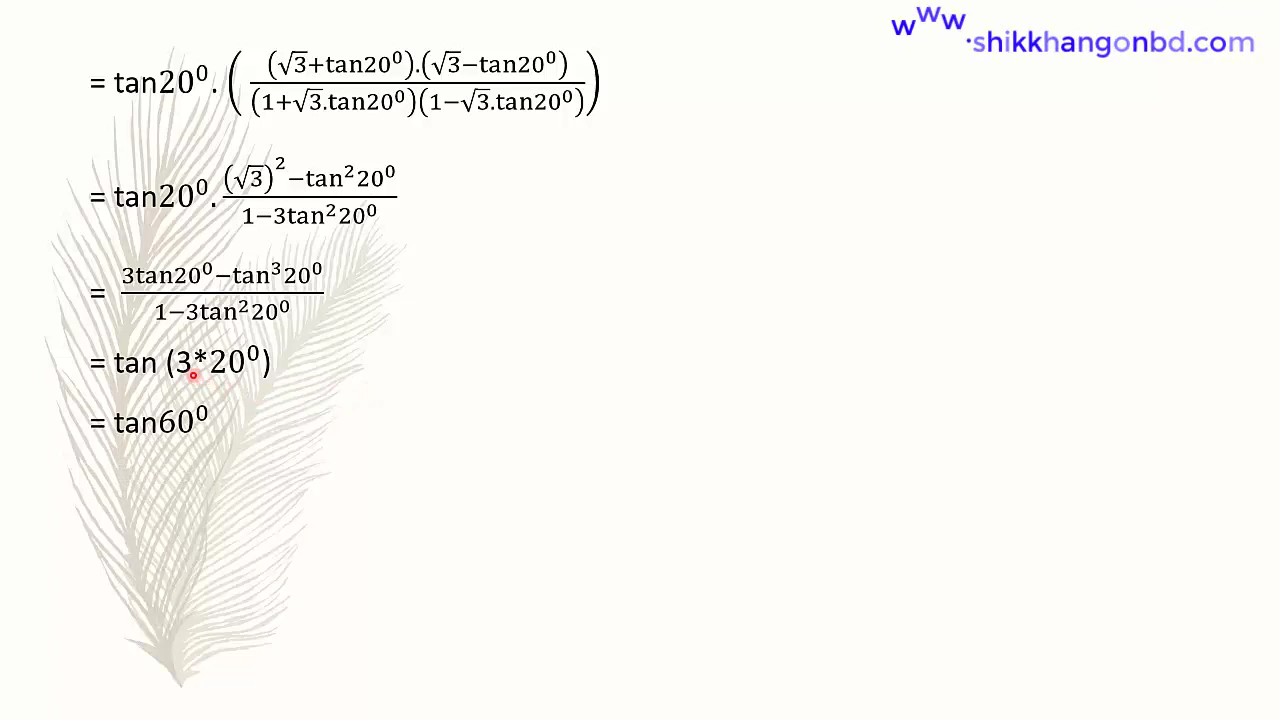 www.shikkhangonbd.com
= tan20⁰.((√3+tan20⁰).(√3−tan20⁰)/(1+√3.tan20⁰)(1−√3.tan20⁰))
= tan20⁰.(√3)²−tan²20⁰/1−3tan²20⁰
= 3tan20⁰−tan³20⁰/1−3tan²20⁰
= tan (3*20⁰)
= tan60⁰